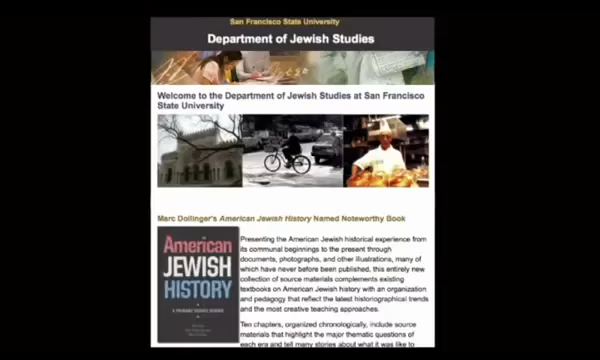 San Francisco State University
Department of Jewish Studies
Welcome to the Department of Jewish Studies at San Francisco
State University
Marc Dollinger's American Jewish History Named Noteworthy Book
American
JEWISH
HISTORY
Presenting the American Jewish historical experience from
its communal beginnings to the present through
documents, photographs, and other illustrations, many of
which have never before been published, this entirely new
collection of source materials complements existing
textbooks on American Jewish history with an organization
and pedagogy that reflect the latest historiographical trends
and the most creative teaching approaches.
Ten chapters, organized chronologically, include source
materials that highlight the major thematic questions of
each era and tell many stories about what it was like to